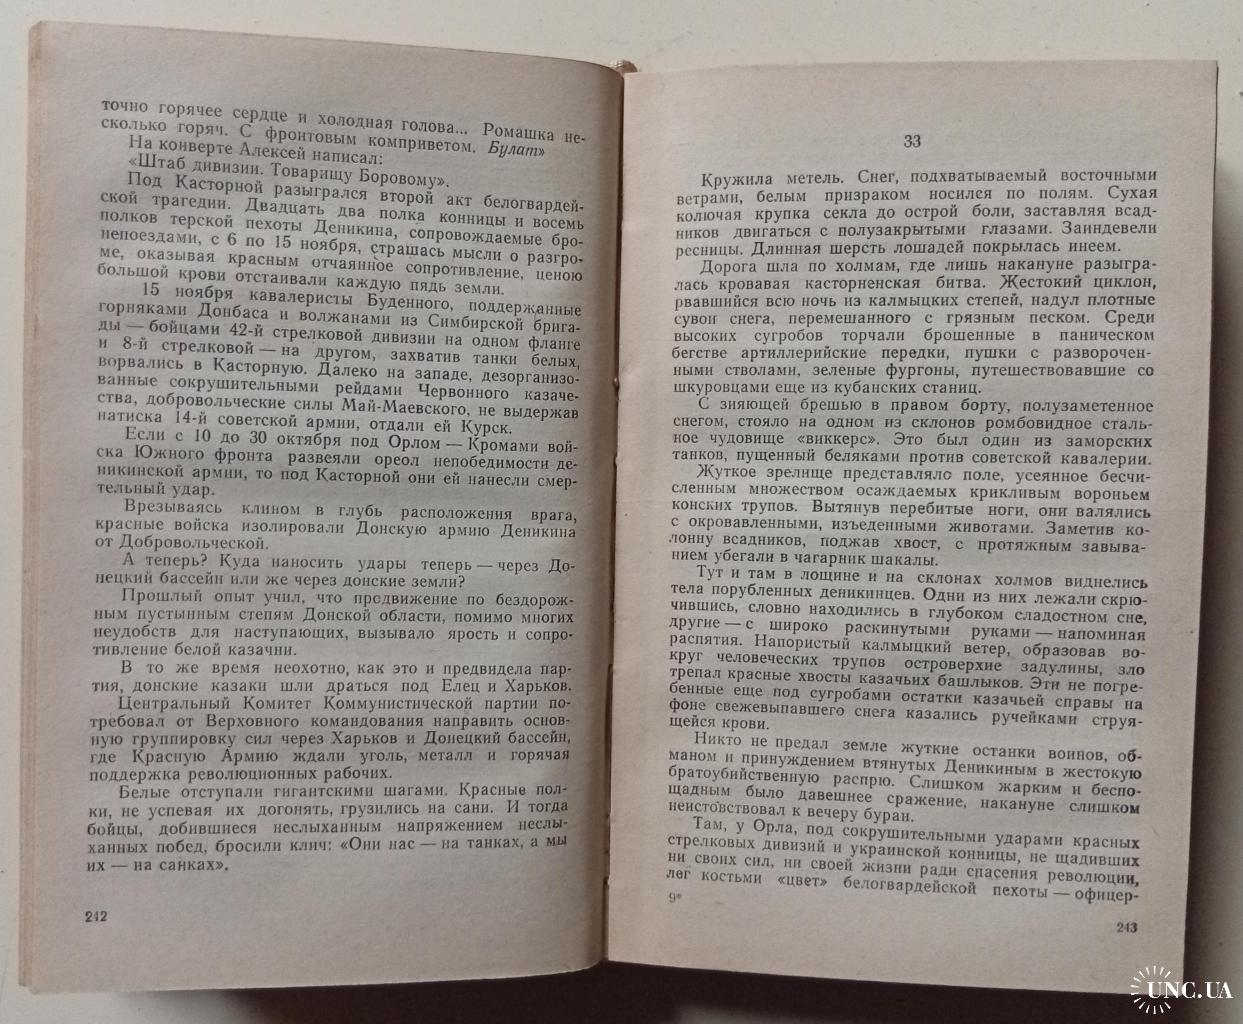 точно горячее сердце и холодная голова... Ромашка не-
сколько горяч. С фронтовым комприветом. Булат»
На конверте Алексей написал:
«Штаб дивизии. Товарищу Боровому».
Под Касторной разыгрался второй акт белогвардей-
ской трагедии. Двадцать два полка конницы и восемь
полков терской пехоты Деникина, сопровождаемые бро-
непоездами, с 6 по 15 ноября, страшась мысли о разгро-
ме, оказывая красным отчаянное сопротивление, ценою
большой крови отстаивали каждую пядь земли.
15 ноября кавалеристы Буденного, поддержанные
горняками Донбаса и волжанами из Симбирской брига-
ды — бойцами 42-й стрелковой дивизии на одном фланге
и 8-й стрелковой — на другом, захватив танки белых,
ворвались в Касторную. Далеко на западе, дезорганизо-
ванные сокрушительными рейдами Червонного казаче-
ства, добровольческие силы Май-Маевского, не выдержав
натиска 14-й советской армии, отдали ей Курск.
Если с 10 до 30 октября под Орлом — Кромами вой-
ска Южного фронта развеяли ореол непобедимости де-
никинской армии, то под Касторной они ей нанесли смер-
тельный удар.
Врезываясь клином в глубь расположения врага,
красные войска изолировали Донскую армию Деникина
от Добровольческой.
А теперь? Куда наносить удары теперь — через До-
нецкий бассейн или же через донские земли?
Прошлый опыт учил, что продвижение по бездорож-
ным пустынным степям Донской области, помимо многих
неудобств для наступающих, вызывало ярость и сопро-
тивление белой казачни.
В то же время неохотно, как это и предвидела пар-
тия, донские казаки шли драться под Елец и Харьков.
Центральный Комитет Коммунистической партии по-
требовал от Верховного командования направить основ-
ную группировку сил через Харьков и Донецкий бассейн,
где Красную Армию ждали уголь, металл и горячая
поддержка революционных рабочих.
Белые отступали гигантскими шагами. Красные пол-
ки, не успевая их догонять, грузились на сани. И тогда
бойцы, добившиеся неслыханным напряжением неслы-
ханных побед, бросили клич: «Они нас — на танках, а мы
их — на санках».
242
33
Кружила метель. Снег, подхватываемый восточными
ветрами, белым призраком носился по полям. Сухая
колючая крупка секла до острой боли, заставляя всад-
ников двигаться с полузакрытыми глазами. Заиндевели
ресницы. Длинная шерсть лошадей покрылась инеем.
Дорога шла по холмам, где лишь накануне разыгра-
лась кровавая касторненская битва. Жестокий циклон,
рвавшийся всю ночь из калмыцких степей, надул плотные
сувои снега, перемешанного с грязным песком. Среди
высоких сугробов торчали брошенные в паническом
бегстве артиллерийские передки, пушки с разворочен-
ными стволами, зеленые фургоны, путешествовавшие со
шкуровцами еще из кубанских станиц.
С зияющей брешью в правом борту, полузаметенное
снегом, стояло на одном из склонов ромбовидное сталь-
ное чудовище «виккерс». Это был один из заморских
танков, пущенный беляками против советской кавалерии.
Жуткое зрелище представляло поле, усеянное бесчи-
сленным множеством осаждаемых крикливым вороньем
конских трупов. Вытянув перебитые ноги, они валялись
с окровавленными, изъеденными животами. Заметив ко-
лонну всадников, поджав хвост, с протяжным завыва-
нием убегали в чагарник шакалы.
Тут и там в лощине и на склонах холмов виднелись
тела порубленных деникинцев. Одни из них лежали скрю-
чившись, словно находились в глубоком сладостном сне,
другие — с широко раскинутыми руками — напоминая
распятия. Напористый калмыцкий ветер, образовав во-
круг человеческих трупов островерхие задулины, зло
трепал красные хвосты казачьих башлыков. Эти не погре-
бенные еще под сугробами остатки казачьей справы на
фоне свежевыпавшего снега казались ручейками струя-
щейся крови.
Никто не предал земле жуткие останки воинов, об-
маном и принуждением втянутых Деникиным в жестокую
братоубийственную распрю. Слишком жарким и беспо-
щадным было давешнее сражение, накануне слишком
неистовствовал к вечеру буран.
Там, у Орла, под сокрушительными ударами красных
стрелковых дивизий и украинской конницы, не щадивших
ни своих сил, ни своей жизни ради спасения революции,
лег костьми «цвет» белогвардейской пехоты — офицер-
9*
243
UNC.UA